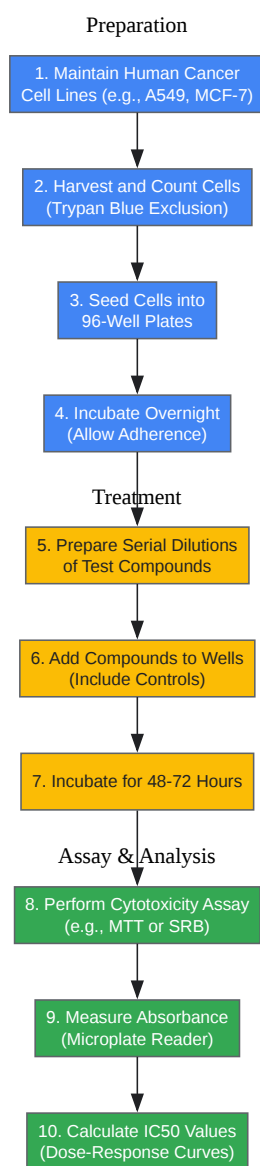 Preparation
1. Maintain Human Cancer
Cell Lines (e.g., A549, MCF-7)
2. Harvest and Count Cells
(Trypan Blue Exclusion)
3. Seed Cells into
96-Well Plates
4. Incubate Overnight
(Allow Adherence)
Treatment
5. Prepare Serial Dilutions
of Test Compounds
6. Add Compounds to Wells
(Include Controls)
7. Incubate for 48-72 Hours
Assay & Analysis
8. Perform Cytotoxicity Assay
(e.g., MTT or SRB)
9. Measure Absorbance
(Microplate Reader)
10. Calculate IC50 Values
(Dose-Response Curves)